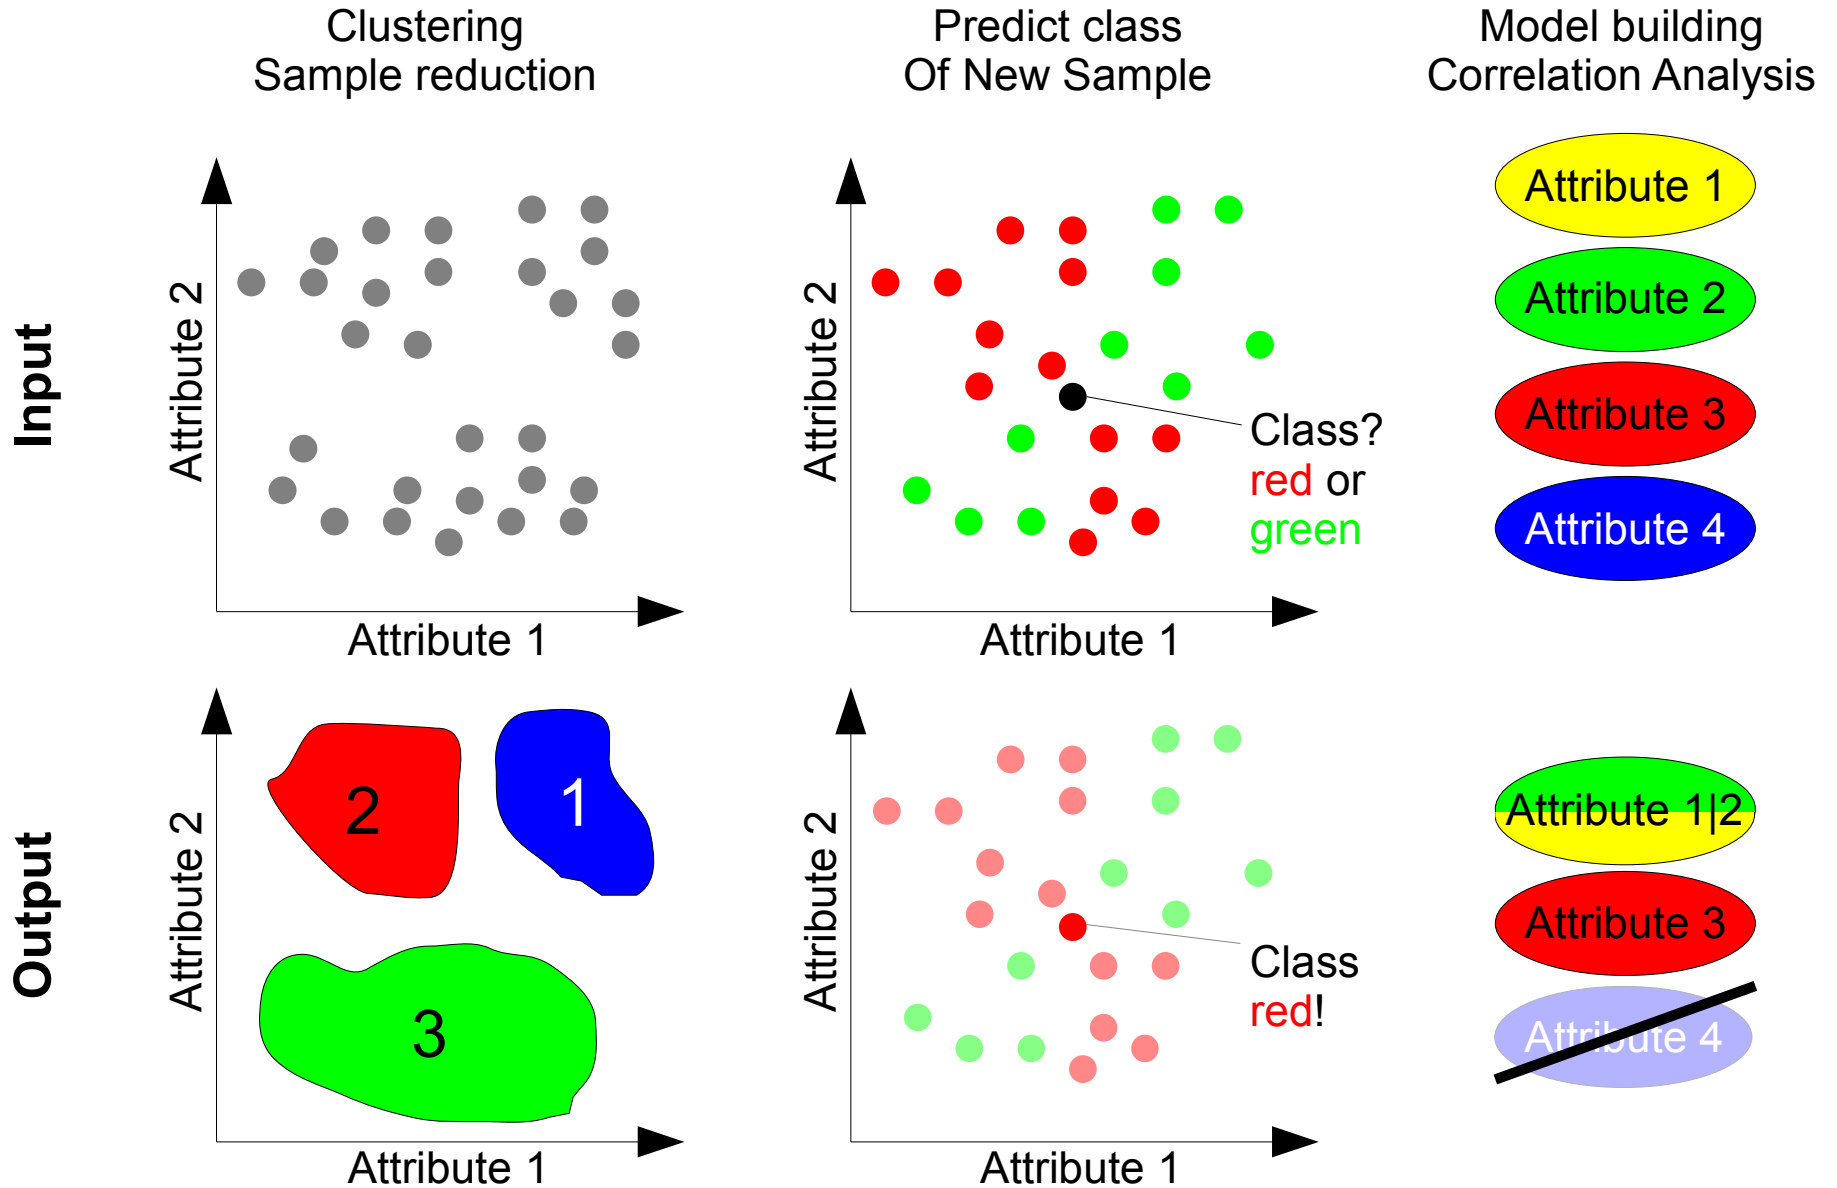 Clustering
Sample reduction
Predict class
Of New Sample
Model building
Correlation Analysis
Input
Attribute 2
Attribute 1
Attribute 2
Class?
red or
green
Attribute 1
Attribute 1
Attribute 2
Attribute 3
Attribute 4
Output
Attribute 2
2
1
3
Attribute 1
Attribute 2
Class
red!
Attribute 1
Attribute 1|2
Attribute 3
Attribute 4